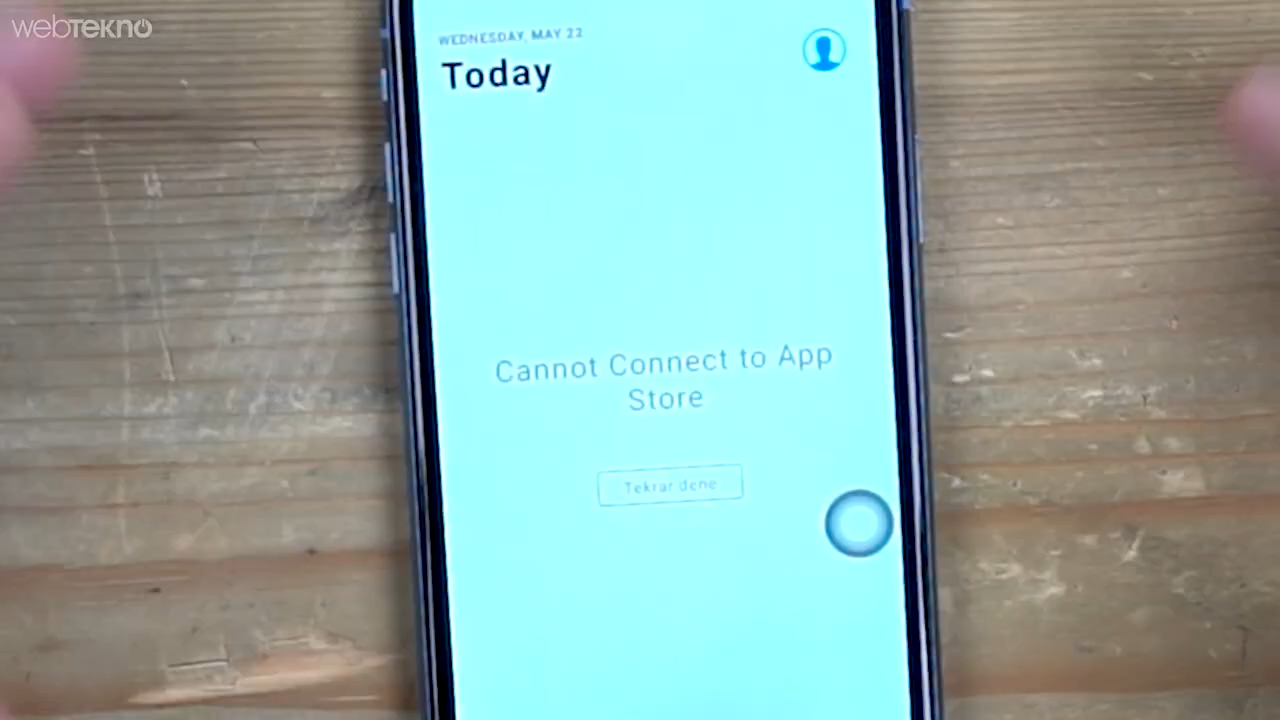 webtekno
WEDNESDAY, MAY 22
Today
Cannot Connect to App
Store
Tekrar dene